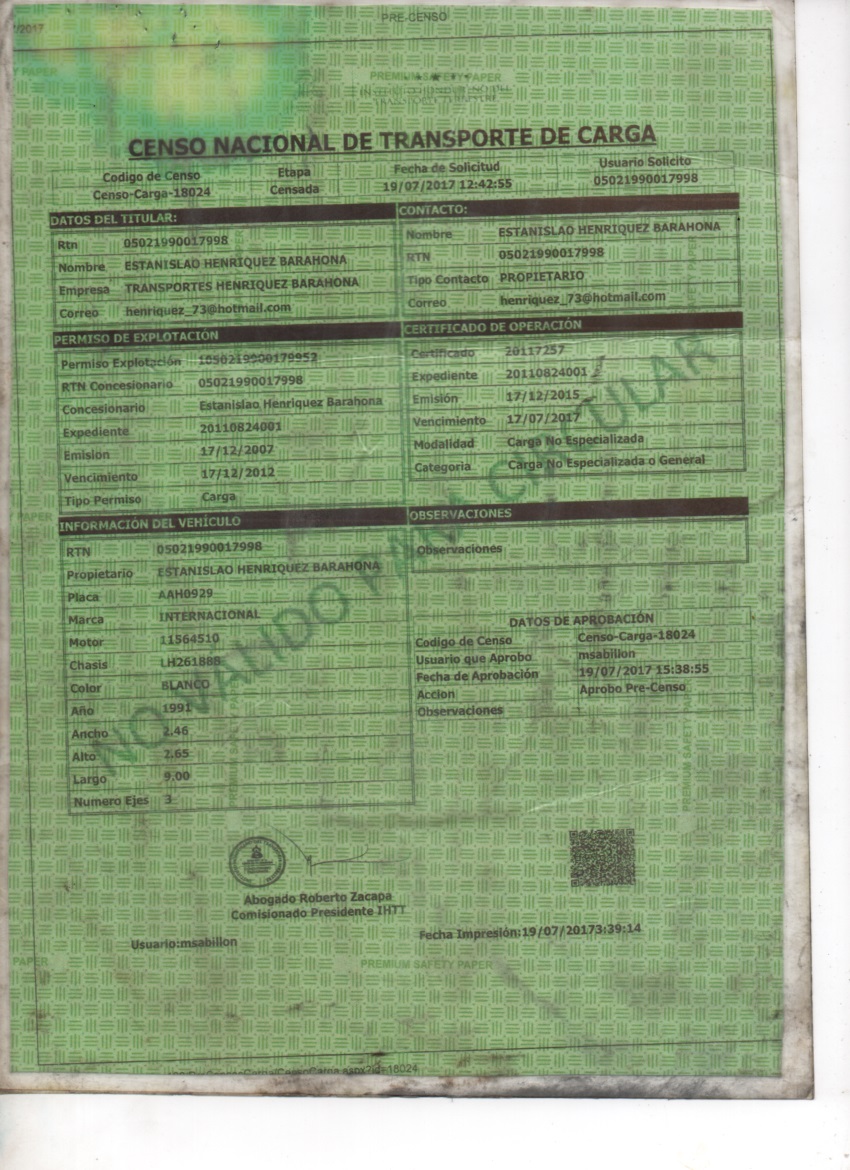 PRE-CENSO
/2017
Y PAPER
PREMIUM SAFETY PAPER
CENSO NACIONAL DE TRANSPORTE DE CARGA
Codigo de Censo Etapa Fecha de Solicitud Usuario Solicito
Censo-Carga-18024 Censada 19/07/2017 12:42:55 05021990017998
DATOS DEL TITULAR:
Rtn 05021990017998
Nombre ESTANISLAO HENRIQUEZ BARAHONA
Empresa TRANSPORTES HENRIQUEZ BARAHONA
Correo henriquez_73@hotmail.com
CONTACTO:
Nombre ESTANISLAO HENRIQUEZ BARAHONA
RTN 05021990017998
Tipo Contacto PROPIETARIO
Correo henriquez_73@hotmail.com
PERMISO DE EXPLOTACIÓN
Permiso Explotación 1050219900179952
RTN Concesionario 05021990017998
Concesionario Estanislao Henriquez Barahona
Expediente 20110824001
Emisión 17/12/2007
Vencimiento 17/12/2012
Tipo Permiso Carga
CERTIFICADO DE OPERACIÓN
Certificado 20117257
Expediente 20110824001
Emisión 17/12/2015
Vencimiento 17/07/2017
Modalidad Carga No Especializada
Categoria Carga No Especializada o General
INFORMACIÓN DEL VEHÍCULO
RTN 05021990017998
Propietario ESTANISLAO HENRIQUEZ BARAHONA
Placa AAH0929
Marca INTERNACIONAL
Motor 11564510
Chasis LH261888
Color BLANCO
Año 1991
Ancho 2.46
Alto 2.65
Largo 9.00
Numero Ejes 3
OBSERVACIONES
Observaciones
DATOS DE APROBACIÓN
Codigo de Censo Censo-Carga-18024
Usuario que Aprobo msabillon
Fecha de Aprobación 19/07/2017 15:38:55
Accion Aprobo Pre-Censo
Observaciones
NO VALIDO PARA CIRCULAR
Abogado Roberto Zacapa
Comisionado Presidente IHTT
Usuario:msabillon
Fecha Impresión:19/07/20173:39:14
PAPER
PREMIUM SAFETY PAPER